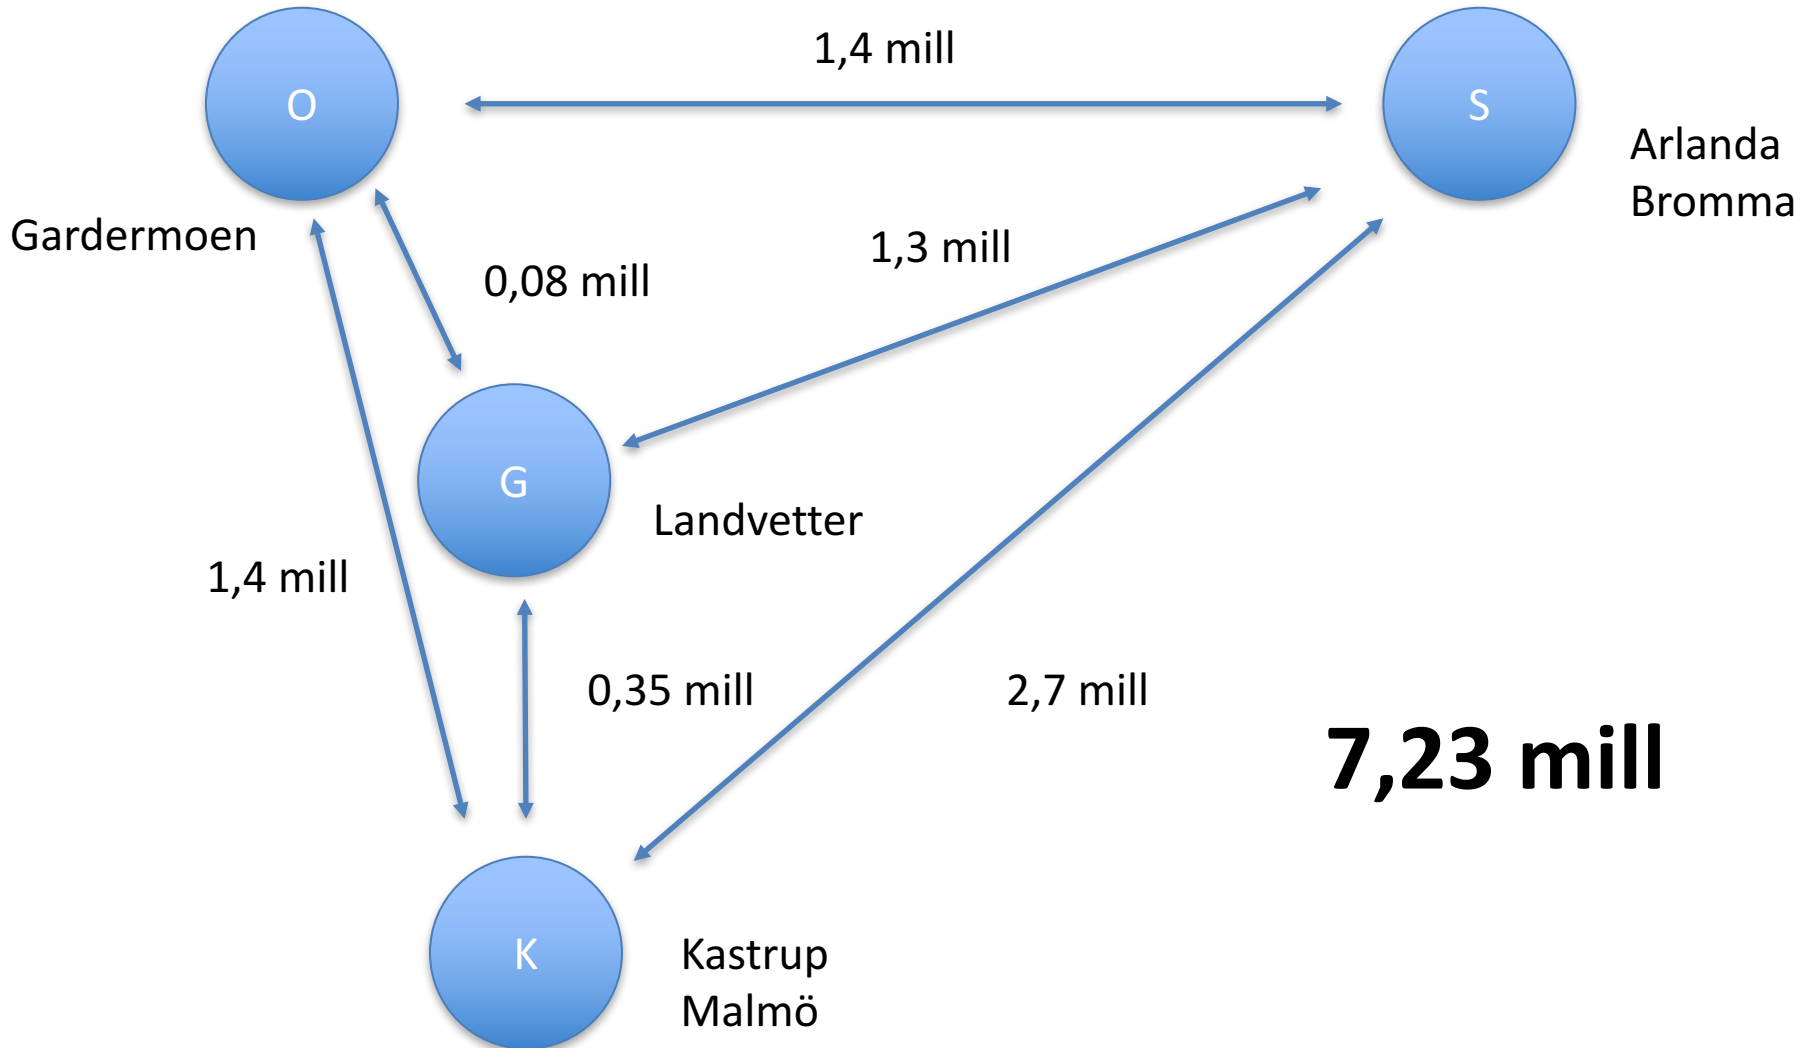 1,4 mill
O
S
Arlanda
Bromma
Gardermoen
1,3 mill
0,08 mill
G
Landvetter
1,4 mill
0,35 mill
2,7 mill
7,23 mill
K
Kastrup
Malmö